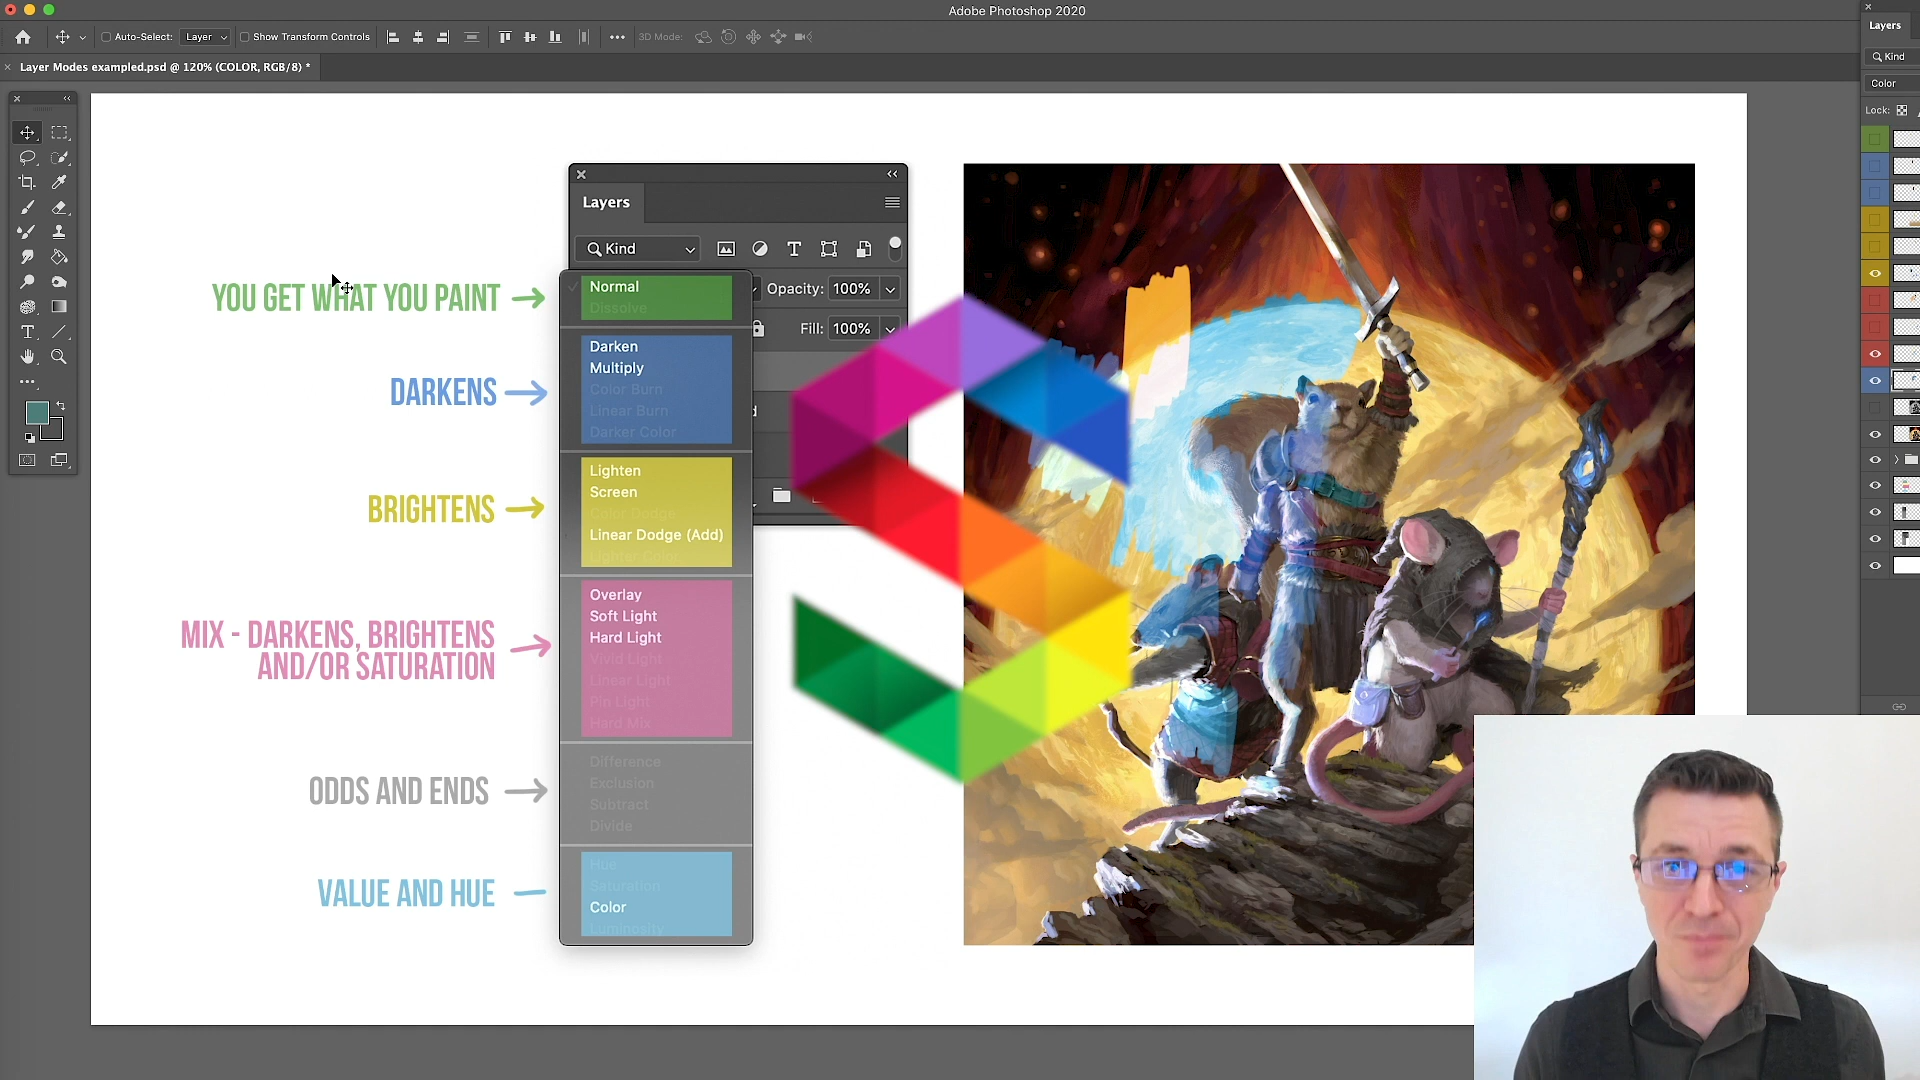 Adobe Photoshop 2020
Auto-Select: Layer Show Transform Controls 3D Mode:
Layer Modes exampled.psd @ 120% (COLOR, RGB/8) *
Layers
Kind
Color
Lock:
Layers
Kind
Opacity: 100%
Fill: 100%
YOU GET WHAT YOU PAINT
Normal
Dissolve
DARKENS
Darken
Multiply
Color Burn
Linear Burn
Darker Color
BRIGHTENS
Lighten
Screen
Color Dodge
Linear Dodge (Add)
Lighter Color
MIX - DARKENS, BRIGHTENS
AND/OR SATURATION
Overlay
Soft Light
Hard Light
Vivid Light
Linear Light
Pin Light
Hard Mix
ODDS AND ENDS
Difference
Exclusion
Subtract
Divide
VALUE AND HUE
Hue
Saturation
Color
Luminosity